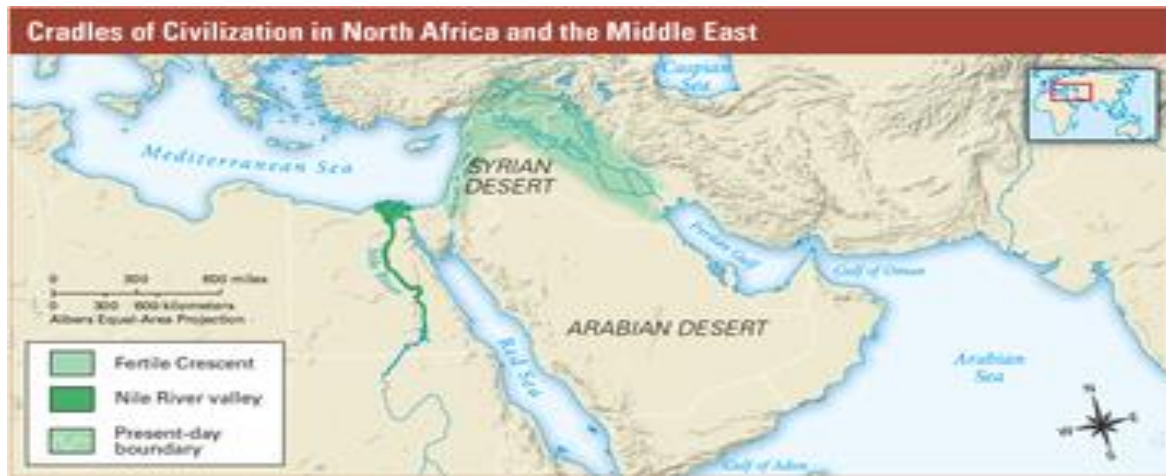 Cradles of Civilization in North Africa and the Middle East
Caspian
Sea
Mediterranean Sea
SYRIAN
DESERT
Persian Gulf
Gulf of Oman
0 300 600 miles
0 300 600 kilometers
Albers Equal-Area Projection
ARABIAN DESERT
Red Sea
Arabian
Sea
Fertile Crescent
Nile River valley
Present-day
boundary
N
W E
S
Gulf of Aden